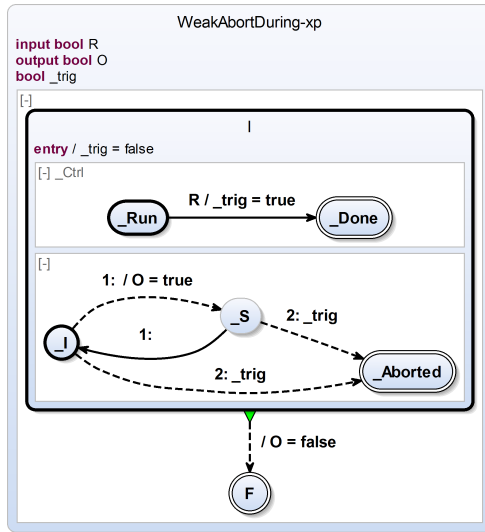 WeakAbortDuring-xp
input bool R
output bool O
bool _trig
[-]
I
entry / _trig = false
[-] _Ctrl
R / _trig = true
_Run
_Done
[-]
1: / O = true
_S
2: _trig
1:
_I
2: _trig
_Aborted
/ O = false
F